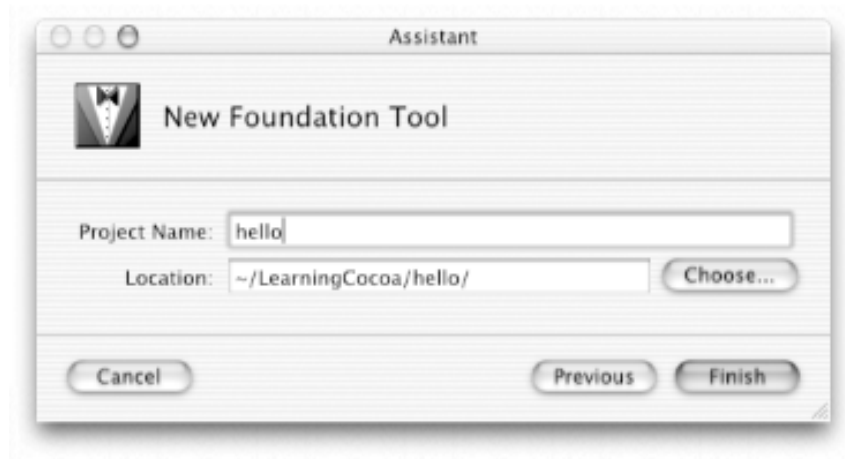 Assistant
New Foundation Tool
Project Name: hello
Location: ~/LearningCocoa/hello/ Choose...
Cancel Previous Finish